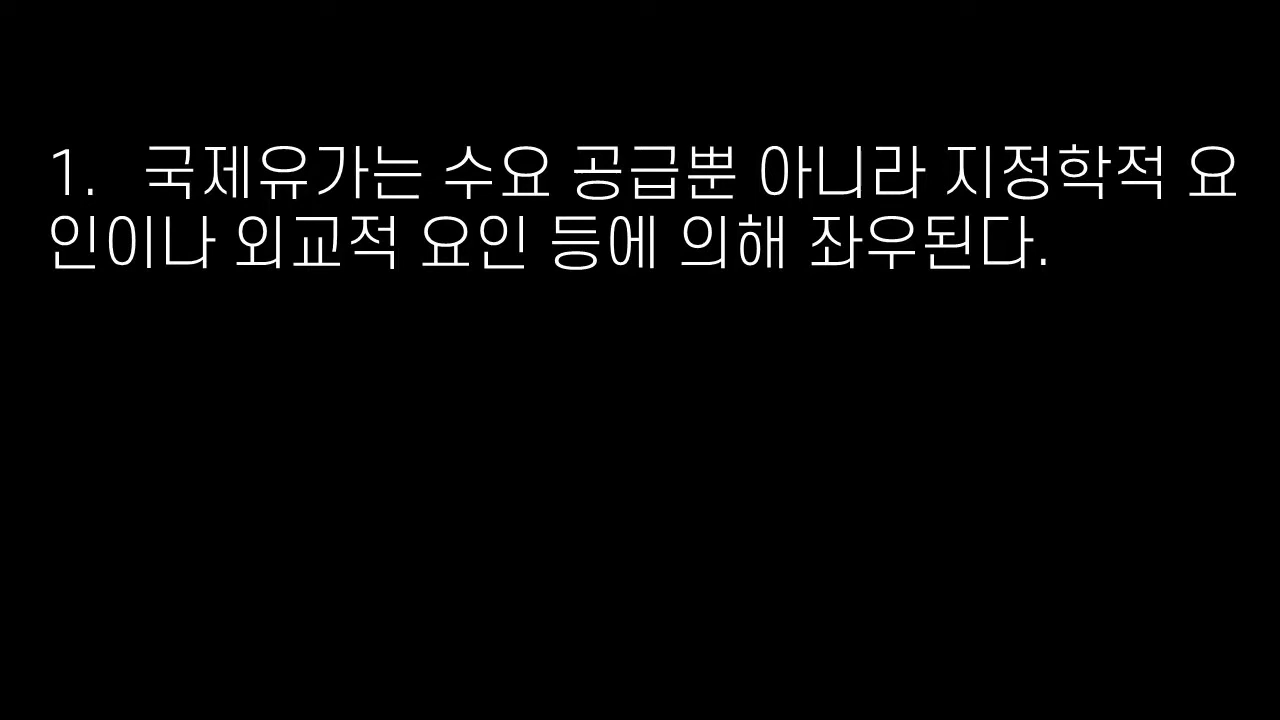 1. 국제유가는 수요 공급뿐 아니라 지정학적 요
인이나 외교적 요인 등에 의해 좌우된다.